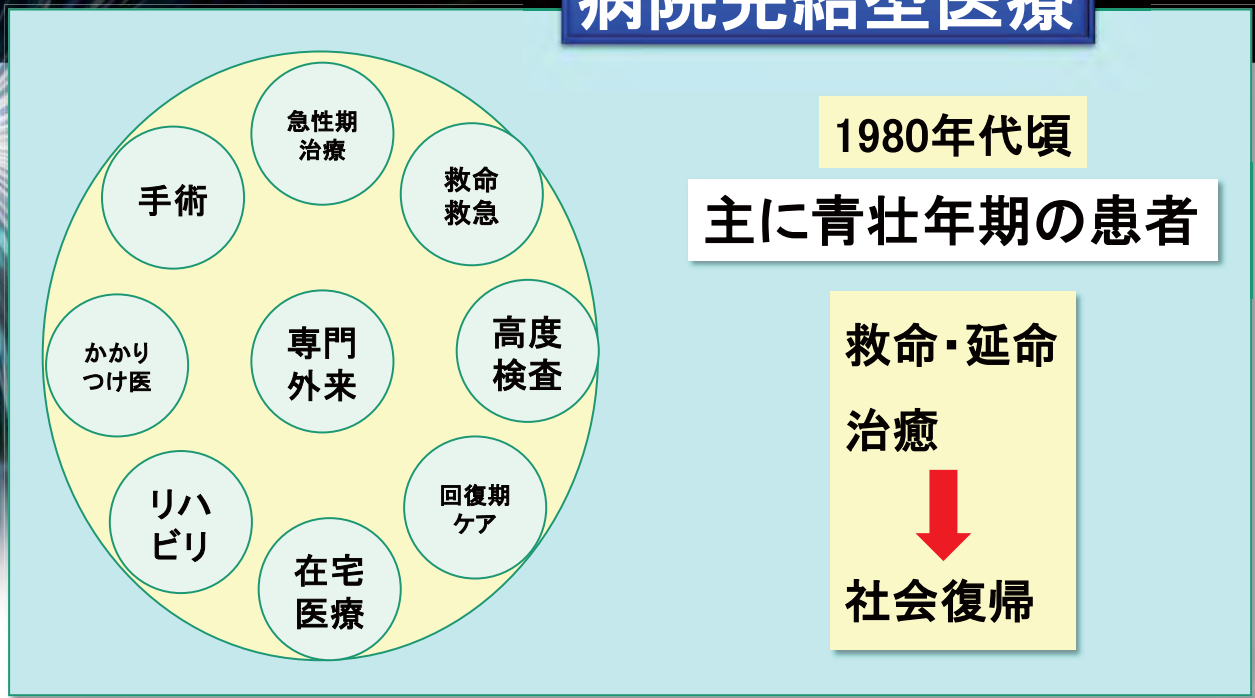 病院完結型医療
急性期
治療
手術
救命
救急
かかり
つけ医
専門
外来
高度
検査
リハ
ビリ
回復期
ケア
在宅
医療
1980年代頃
主に青壮年期の患者
救命・延命
治癒
社会復帰